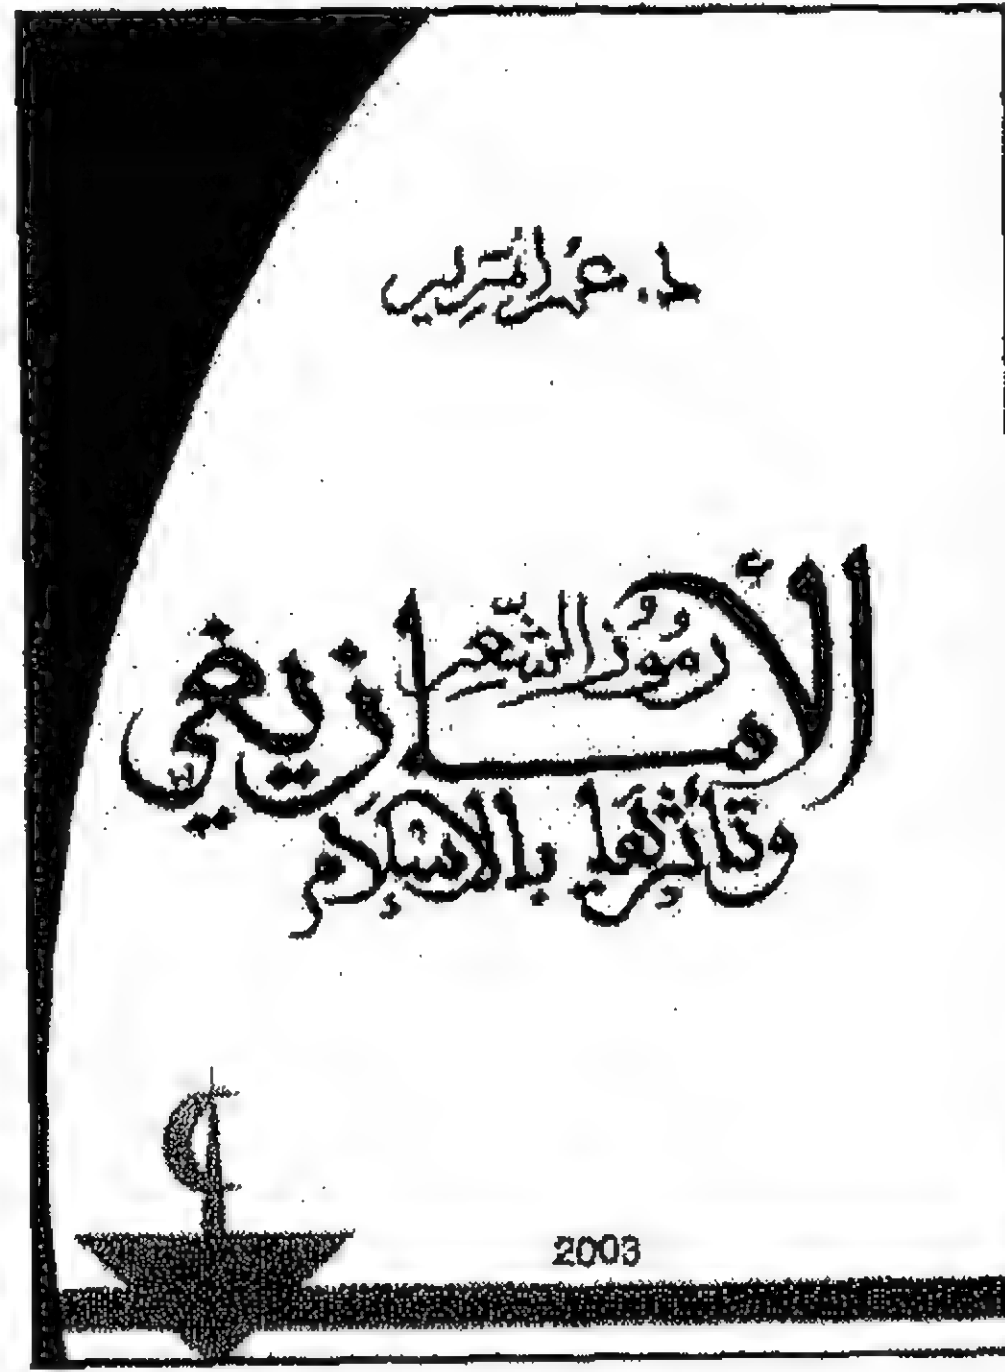 د. عمر أمرير
رموز الشعر
الأمازيغي
وتأثرها بالإسلام
2003